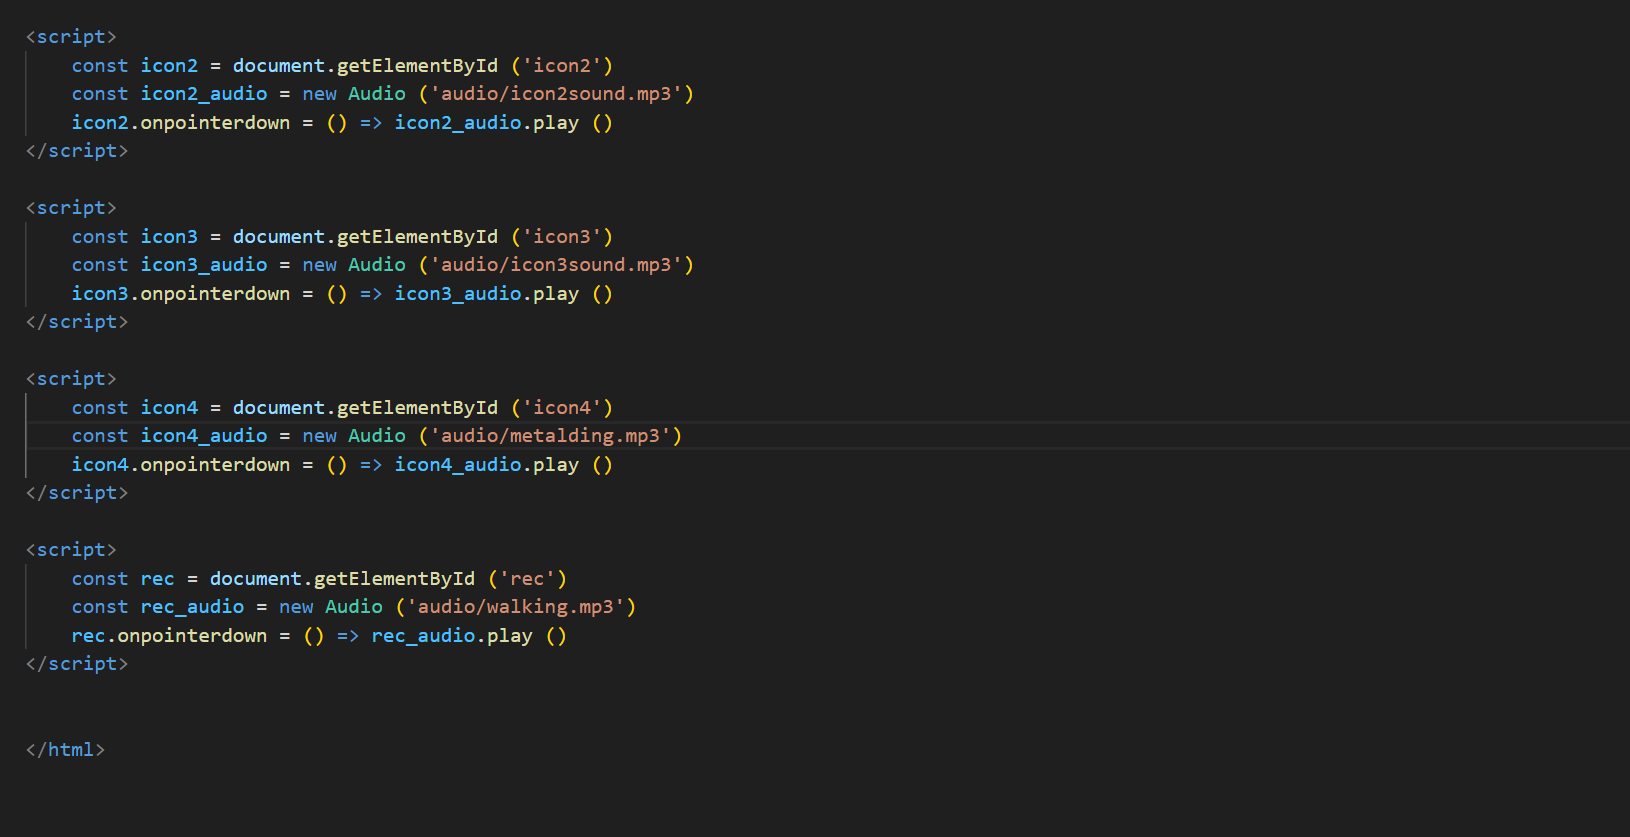 <script>
const icon2 = document.getElementById ('icon2')
const icon2_audio = new Audio ('audio/icon2sound.mp3')
icon2.onpointerdown = () => icon2_audio.play ()
</script>
<script>
const icon3 = document.getElementById ('icon3')
const icon3_audio = new Audio ('audio/icon3sound.mp3')
icon3.onpointerdown = () => icon3_audio.play ()
</script>
<script>
const icon4 = document.getElementById ('icon4')
const icon4_audio = new Audio ('audio/metalding.mp3')
icon4.onpointerdown = () => icon4_audio.play ()
</script>
<script>
const rec = document.getElementById ('rec')
const rec_audio = new Audio ('audio/walking.mp3')
rec.onpointerdown = () => rec_audio.play ()
</script>
</html>